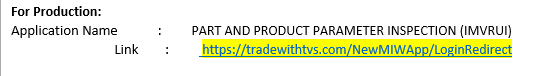 For Production:
Application Name : PART AND PRODUCT PARAMETER INSPECTION (IMVRUI)
Link : https://tradewithtvs.com/NewMIWApp/LoginRedirect